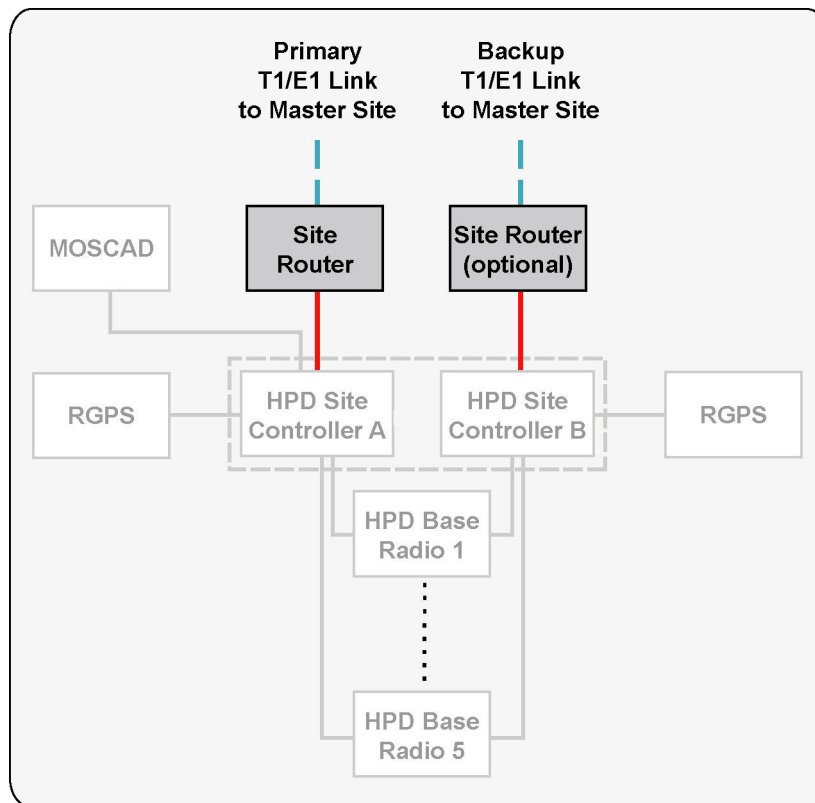 Primary
T1/E1 Link
to Master Site
Backup
T1/E1 Link
to Master Site
MOSCAD
Site
Router
Site Router
(optional)
RGPS
HPD Site
Controller A
HPD Site
Controller B
RGPS
HPD Base
Radio 1
HPD Base
Radio 5